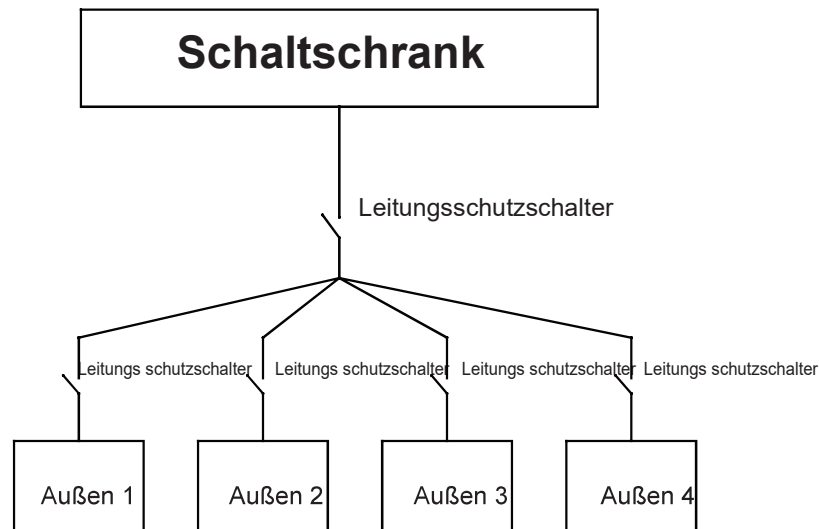 Schaltschrank
Leitungsschutzschalter
Leitungs schutzschalter Leitungs schutzschalter Leitungs schutzschalter Leitungs schutzschalter
Außen 1 Außen 2 Außen 3 Außen 4